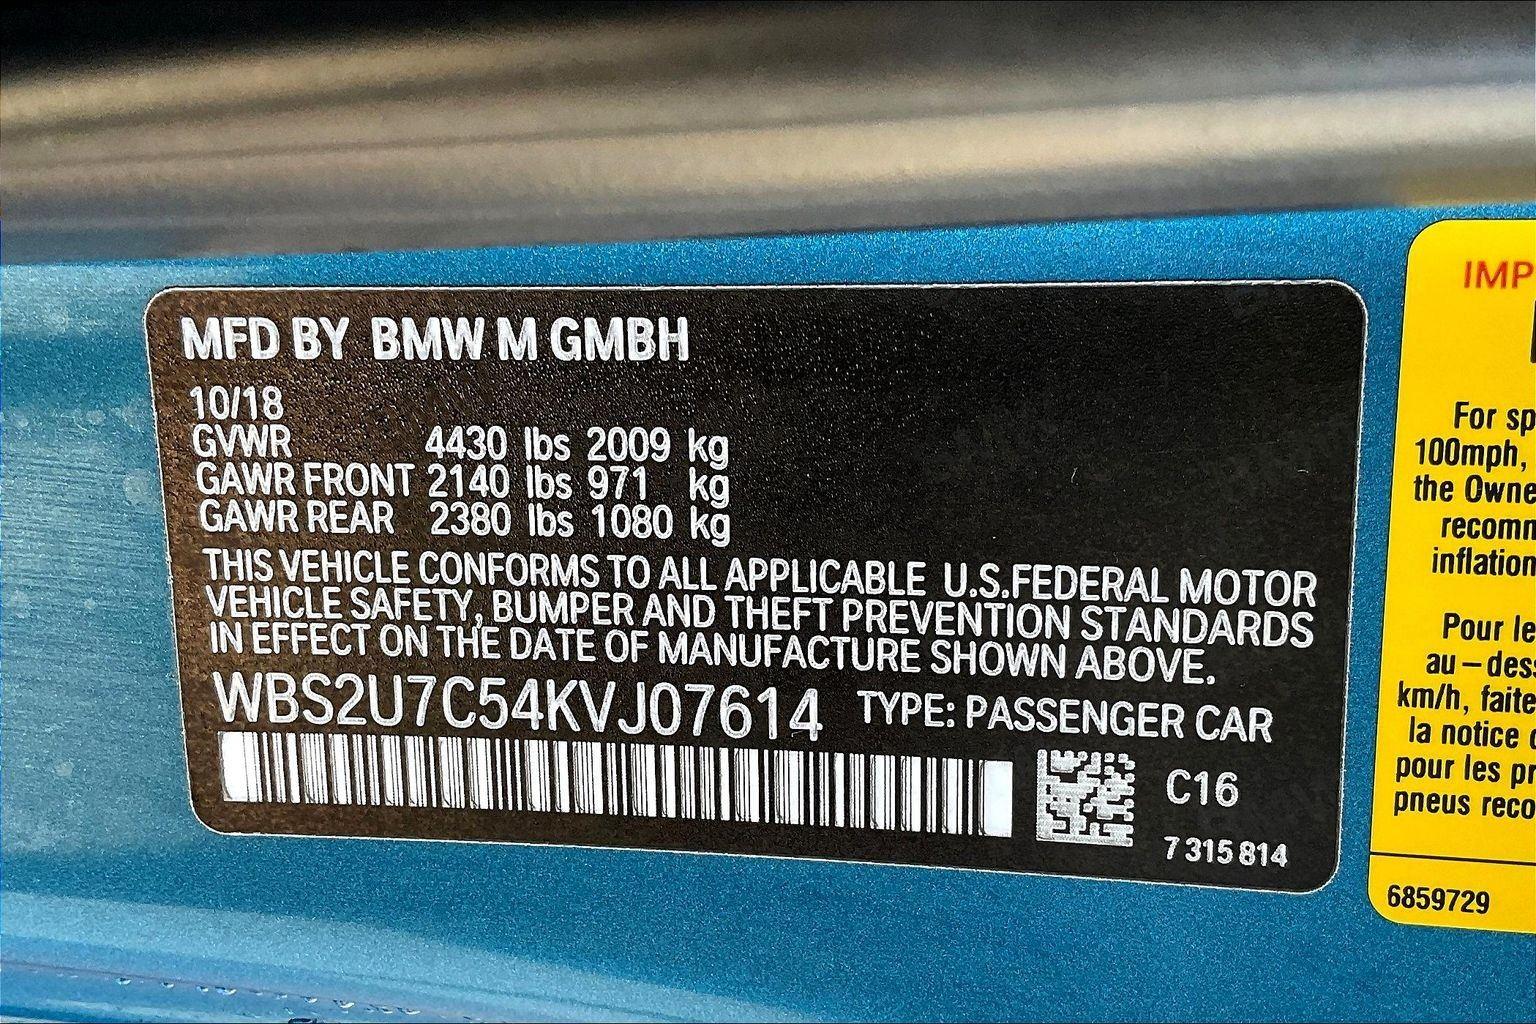 MFD BY BMW M GMBH
10/18
GVWR 4430 lbs 2009 kg
GAWR FRONT 2140 lbs 971 kg
GAWR REAR 2380 lbs 1080 kg
THIS VEHICLE CONFORMS TO ALL APPLICABLE U.S.FEDERAL MOTOR
VEHICLE SAFETY, BUMPER AND THEFT PREVENTION STANDARDS
IN EFFECT ON THE DATE OF MANUFACTURE SHOWN ABOVE.
WBS2U7C54KVJ07614 TYPE: PASSENGER CAR
C16
7 315 814
IMP
For sp
100mph,
the Owne
recomm
inflation
Pour le
au – dess
km/h, faite
la notice
pour les pr
pneus reco
6859729